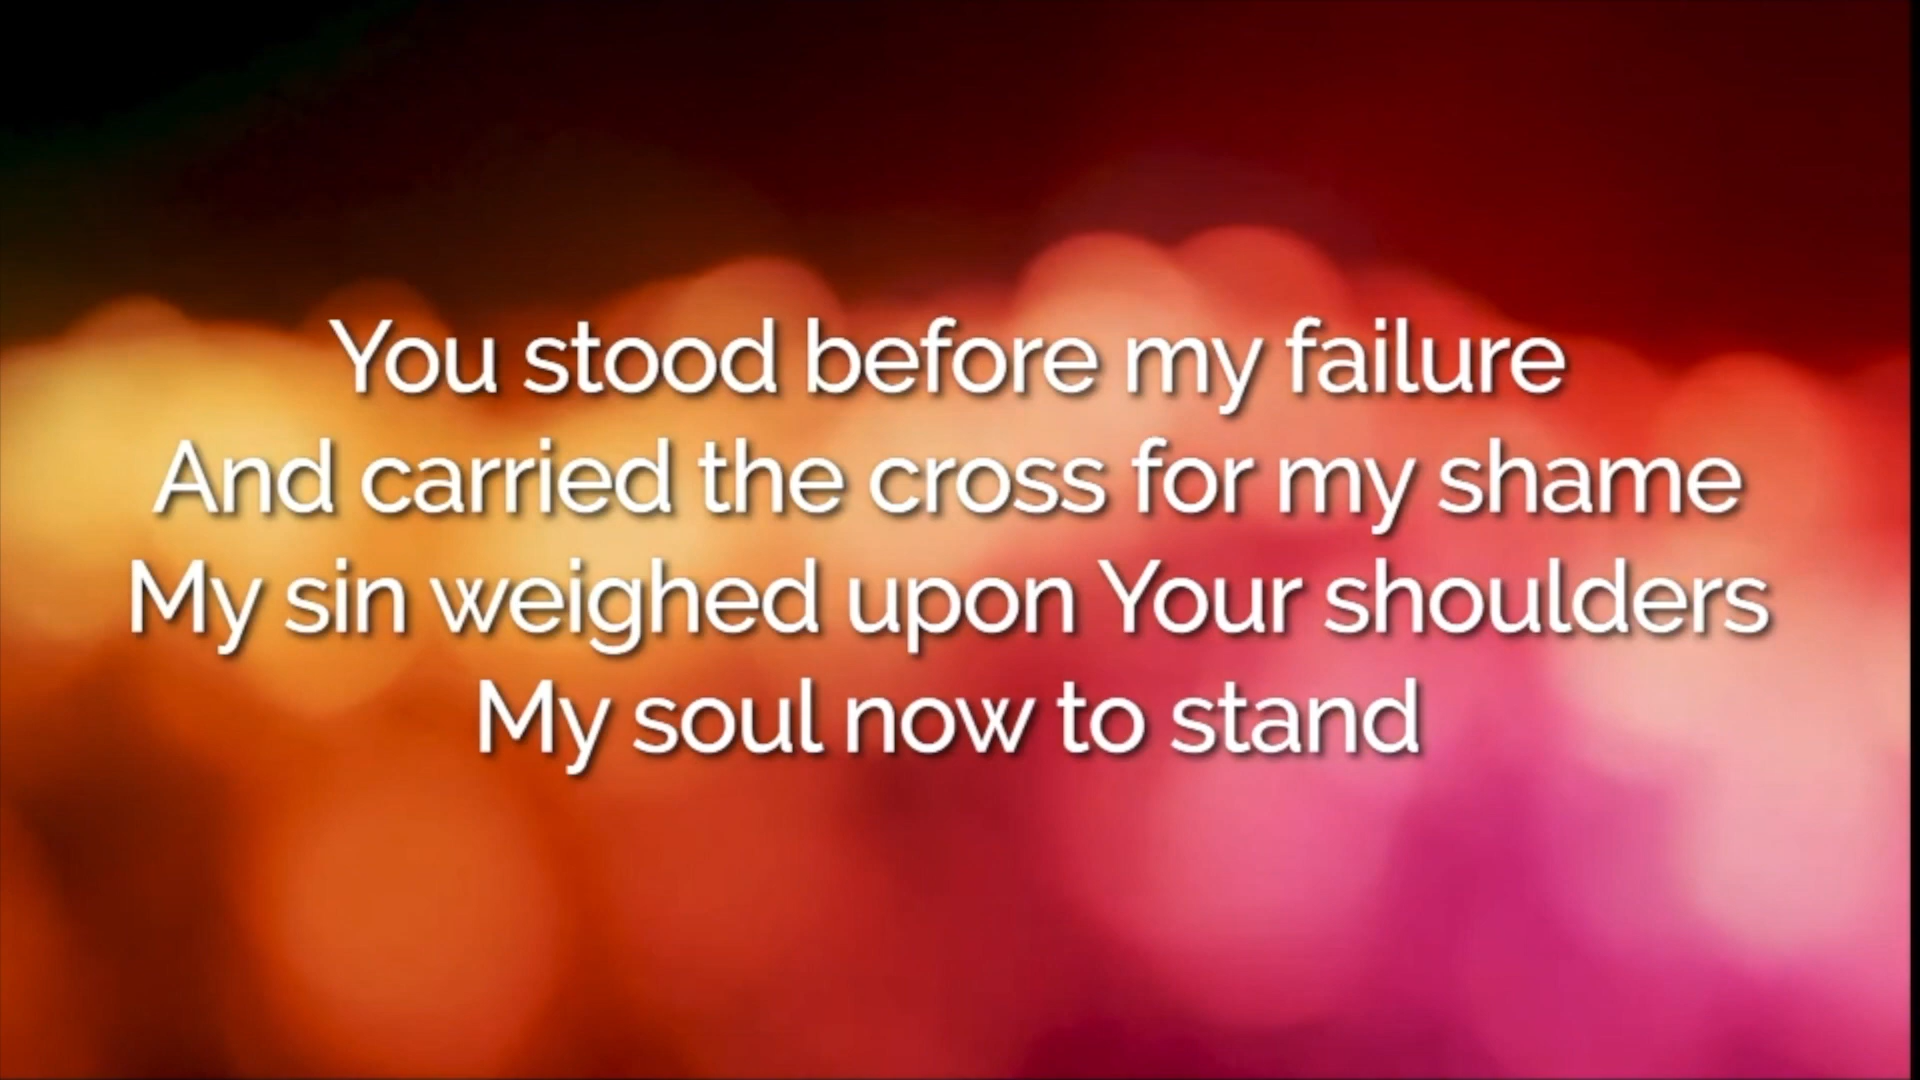 You stood before my failure
And carried the cross for my shame
My sin weighed upon Your shoulders
My soul now to stand